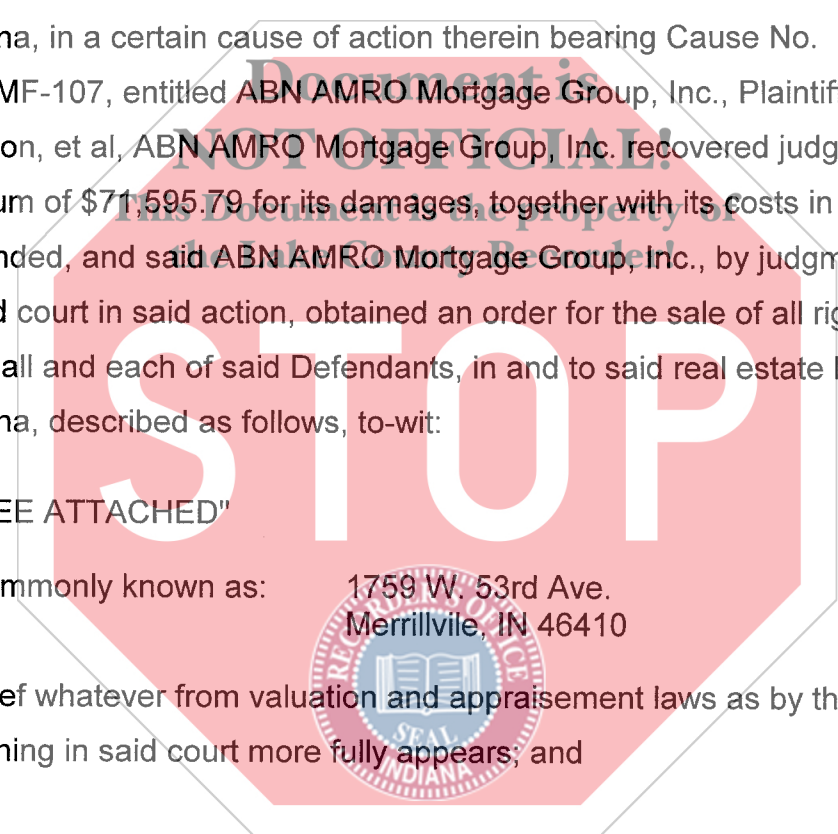 na, in a certain cause of action therein bearing Cause No.
MF-107, entitled ABN AMRO Mortgage Group, Inc., Plaintif
Document is
on, et al, ABN AMRO Mortgage Group, Inc. recovered judg
NOT OFFICIAL!
um of $71,595.79 for its damages, together with its costs in
This Document is the property of
nded, and said ABN AMRO Mortgage Group, Inc., by judgm
the Lake County Recorder!
d court in said action, obtained an order for the sale of all rig
all and each of said Defendants, in and to said real estate l
na, described as follows, to-wit:
STOP
EE ATTACHED"
mmonly known as: 1759 W. 53rd Ave.
Merrillvile, IN 46410
RECORDER'S OFFICE
ef whatever from valuation and appraisement laws as by th
SEAL
ning in said court more fully appears; and
INDIANA